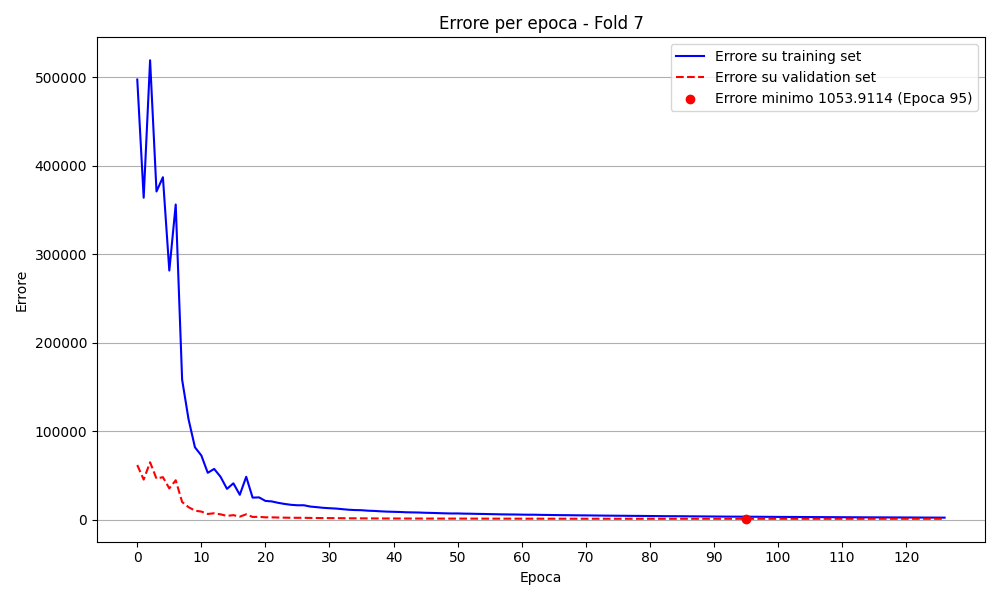 Errore per epoca - Fold 7
Errore su training set
Errore su validation set
Errore minimo 1053.9114 (Epoca 95)
Errore
500000
400000
300000
200000
100000
0
0 10 20 30 40 50 60 70 80 90 100 110 120
Epoca